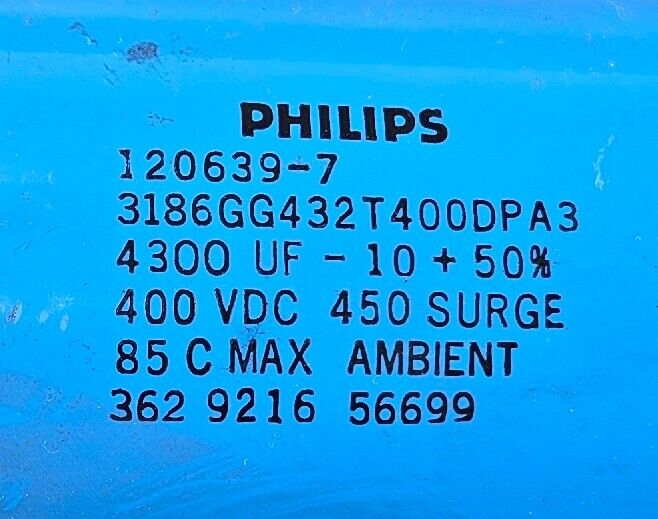 PHILIPS
120639-7
3186GG432T400DPA3
4300 UF - 10 + 50%
400 VDC 450 SURGE
85 C MAX AMBIENT
362 9216 56699